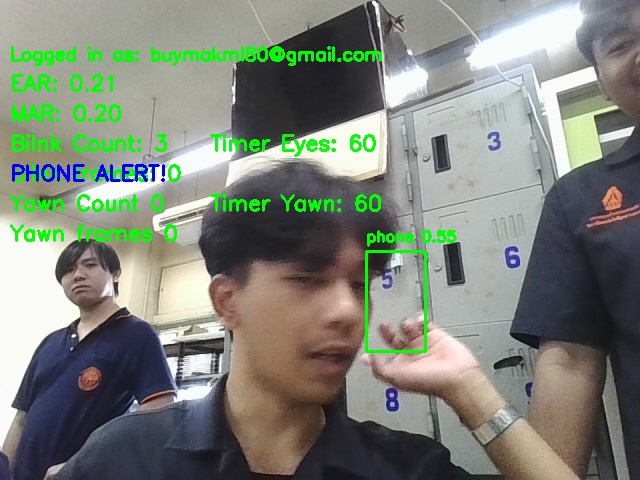 Logged in as: buymakml80@gmail.com
EAR: 0.21
MAR: 0.20
Blink Count: 3 Timer Eyes: 60
PHONE ALERT! 0
Yawn Count 0 Timer Yawn: 60
Yawn frames 0
phone 0.55
3
5
6
8